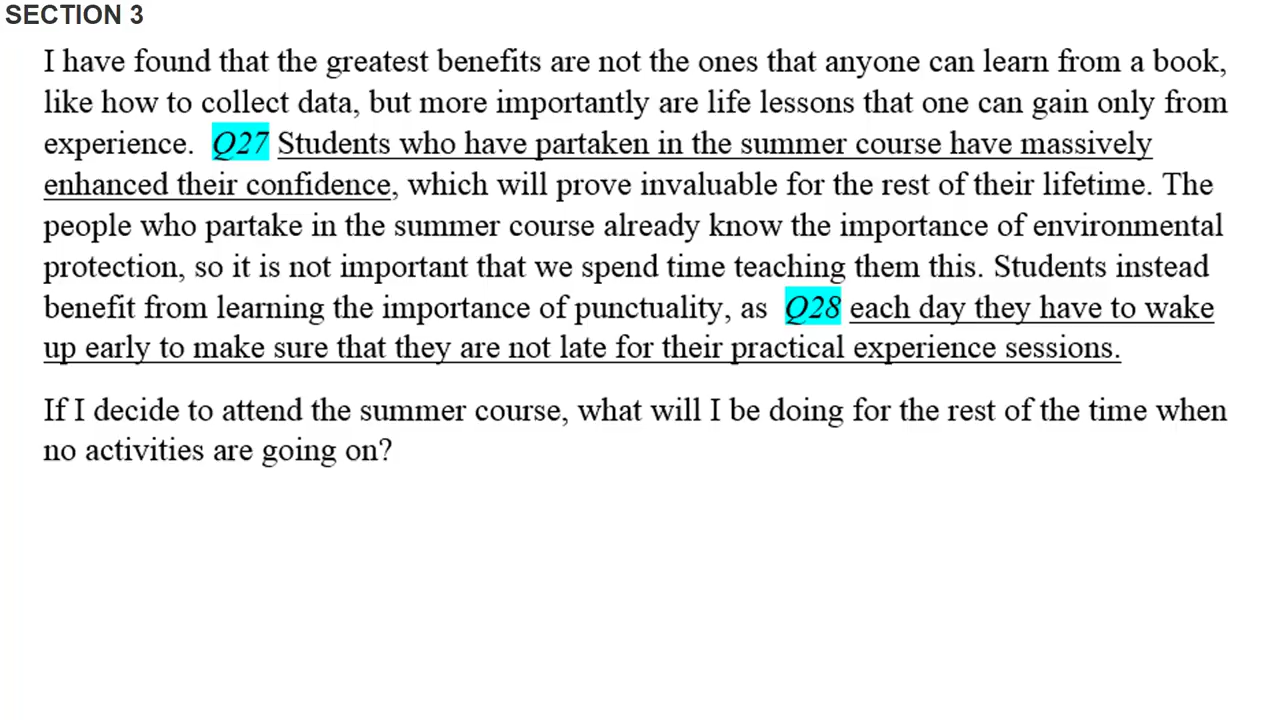 SECTION 3
I have found that the greatest benefits are not the ones that anyone can learn from a book,
like how to collect data, but more importantly are life lessons that one can gain only from
experience. Q27 Students who have partaken in the summer course have massively
enhanced their confidence, which will prove invaluable for the rest of their lifetime. The
people who partake in the summer course already know the importance of environmental
protection, so it is not important that we spend time teaching them this. Students instead
benefit from learning the importance of punctuality, as Q28 each day they have to wake
up early to make sure that they are not late for their practical experience sessions.
If I decide to attend the summer course, what will I be doing for the rest of the time when
no activities are going on?